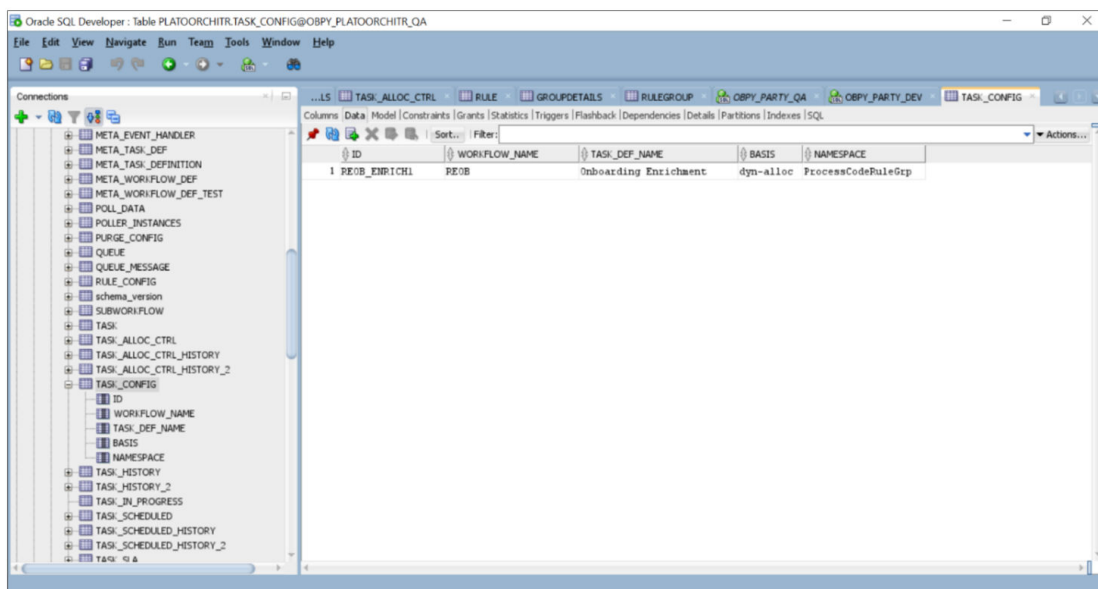 Oracle SQL Developer : Table PLATOORCHITR.TASK_CONFIG@OBPY_PLATOORCHITR_QA
File Edit View Navigate Run Team Tools Window Help
Connections
...LS TASK_ALLOC_CTRL RULE GROUPDETAILS RULEGROUP OBPY_PARTY_QA OBPY_PARTY_DEV TASK_CONFIG
Columns Data Model Constraints Grants Statistics Triggers Flashback Dependencies Details Partitions Indexes SQL
Sort.. Filter: Actions...
ID WORKFLOW_NAME TASK_DEF_NAME BASIS NAMESPACE
1 REOB_ENRICH1 REOB Onboarding Enrichment dyn-alloc ProcessCodeRuleGrp
META_EVENT_HANDLER
META_TASK_DEF
META_TASK_DEFINITION
META_WORKFLOW_DEF
META_WORKFLOW_DEF_TEST
POLL_DATA
POLLER_INSTANCES
PURGE_CONFIG
QUEUE
QUEUE_MESSAGE
RULE_CONFIG
schema_version
SUBWORKFLOW
TASK
TASK_ALLOC_CTRL
TASK_ALLOC_CTRL_HISTORY
TASK_ALLOC_CTRL_HISTORY_2
TASK_CONFIG
ID
WORKFLOW_NAME
TASK_DEF_NAME
BASIS
NAMESPACE
TASK_HISTORY
TASK_HISTORY_2
TASK_IN_PROGRESS
TASK_SCHEDULED
TASK_SCHEDULED_HISTORY
TASK_SCHEDULED_HISTORY_2
TASK_SLA